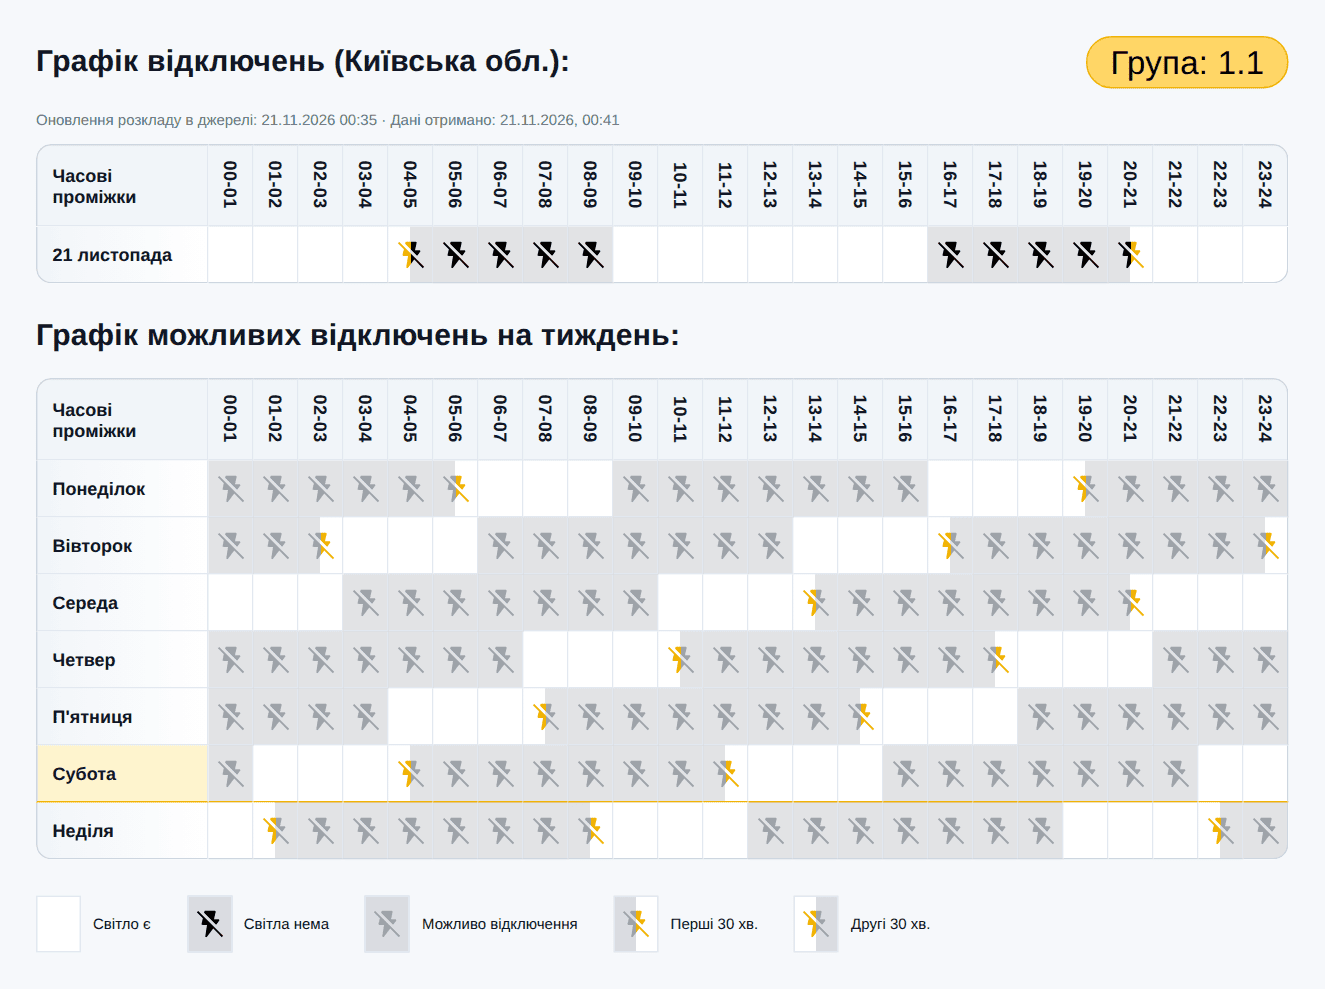 Графік відключень (Київська обл.):
Група: 1.1
Оновлення розкладу в джерелі: 21.11.2026 00:35 · Дані отримано: 21.11.2026, 00:41
Часові проміжки 00-01 01-02 02-03 03-04 04-05 05-06 06-07 07-08 08-09 09-10 10-11 11-12 12-13 13-14 14-15 15-16 16-17 17-18 18-19 19-20 20-21 21-22 22-23 23-24
21 листопада
Графік можливих відключень на тиждень:
Часові проміжки 00-01 01-02 02-03 03-04 04-05 05-06 06-07 07-08 08-09 09-10 10-11 11-12 12-13 13-14 14-15 15-16 16-17 17-18 18-19 19-20 20-21 21-22 22-23 23-24
Понеділок
Вівторок
Середа
Четвер
П'ятниця
Субота
Неділя
Світло є Світла нема Можливо відключення Перші 30 хв. Другі 30 хв.